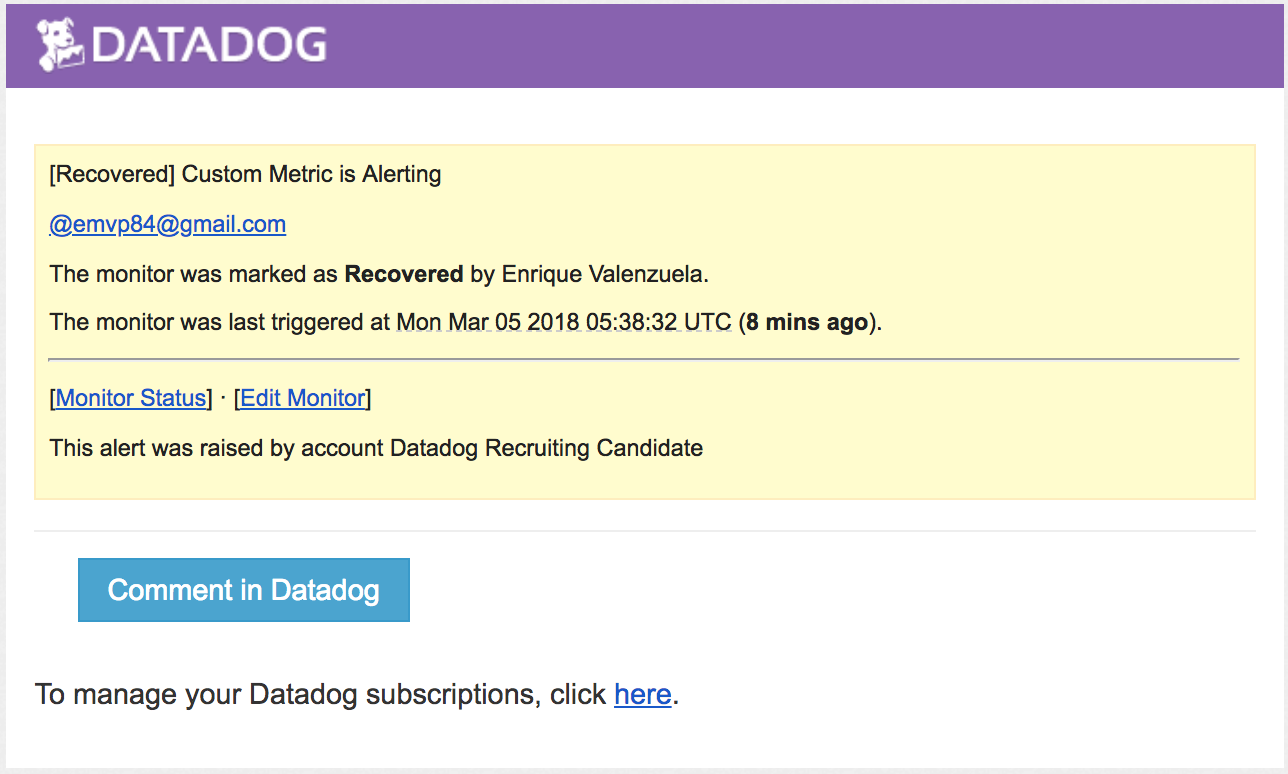 DATADOG
[Recovered] Custom Metric is Alerting
@emvp84@gmail.com
The monitor was marked as Recovered by Enrique Valenzuela.
The monitor was last triggered at Mon Mar 05 2018 05:38:32 UTC (8 mins ago).
[Monitor Status] · [Edit Monitor]
This alert was raised by account Datadog Recruiting Candidate
Comment in Datadog
To manage your Datadog subscriptions, click here.